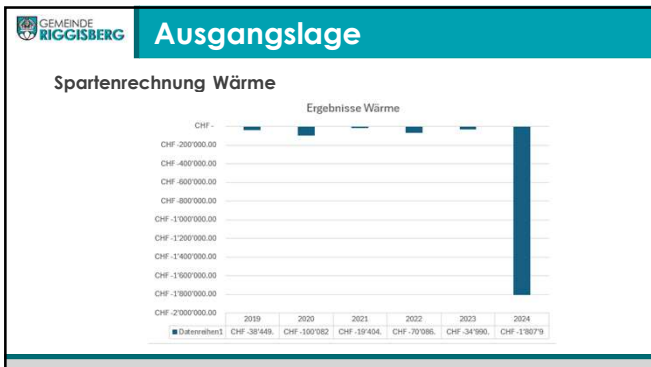 GEMEINDE
RIGGISBERG
Ausgangslage
Spartenrechnung Wärme
Ergebnisse Wärme
CHF -
CHF -200'000.00
CHF -400'000.00
CHF -600'000.00
CHF -800'000.00
CHF -1'000'000.00
CHF -1'200'000.00
CHF -1'400'000.00
CHF -1'600'000.00
CHF -1'800'000.00
CHF -2'000'000.00
2019 2020 2021 2022 2023 2024
Datenreihen1 CHF -38'449. CHF -100'082 CHF -19'404. CHF -70'086. CHF -34'990. CHF -1'807'9